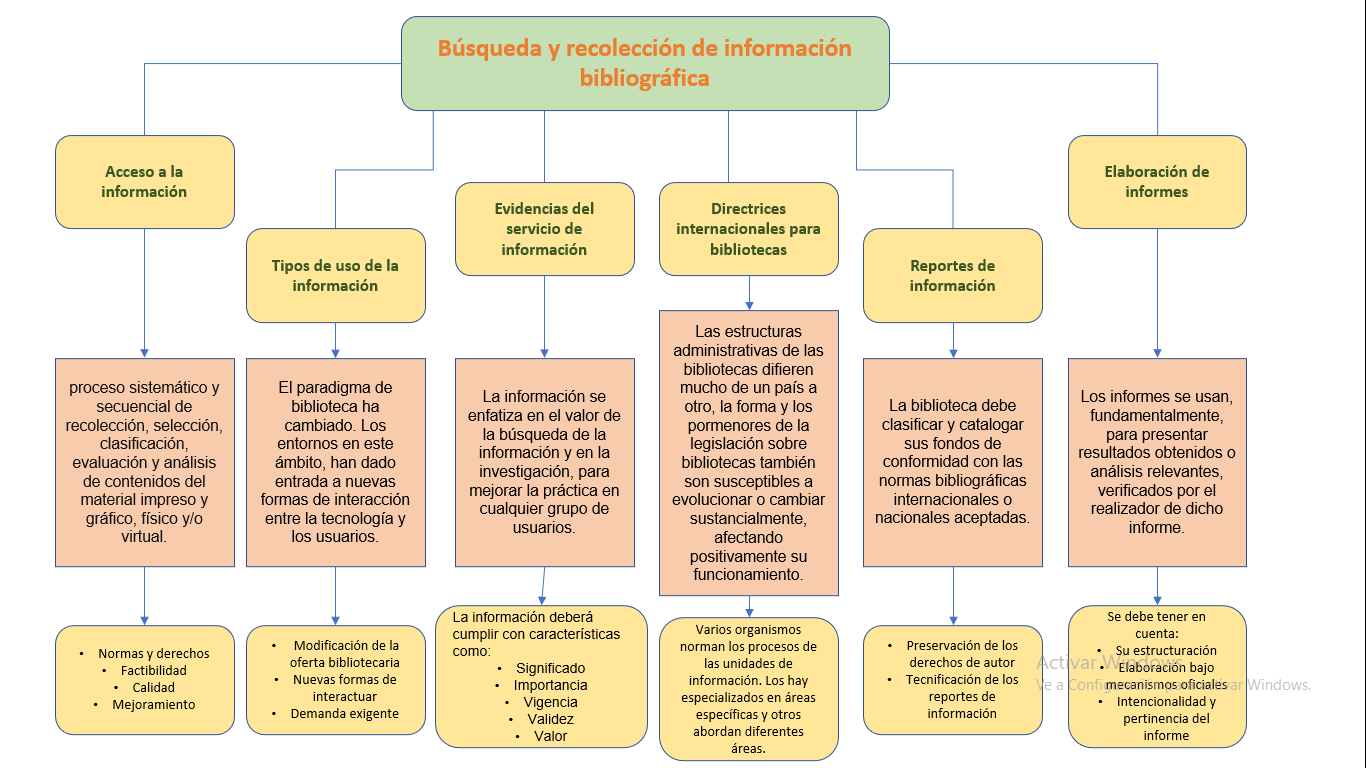 Búsqueda y recolección de información
bibliográfica
Acceso a la
información
Tipos de uso de la
información
Evidencias del
servicio de
información
Directrices
internacionales para
bibliotecas
Reportes de
información
Elaboración de
informes
proceso sistemático y
secuencial de
recolección, selección,
clasificación,
evaluación y análisis
de contenidos del
material impreso y
gráfico, físico y/o
virtual.
El paradigma de
biblioteca ha
cambiado. Los
entornos en este
ámbito, han dado
entrada a nuevas
formas de interacción
entre la tecnología y
los usuarios.
La información se
enfatiza en el valor de
la búsqueda de la
información y en la
investigación, para
mejorar la práctica en
cualquier grupo de
usuarios.
Las estructuras
administrativas de las
bibliotecas difieren
mucho de un país a
otro, la forma y los
pormenores de la
legislación sobre
bibliotecas también
son susceptibles a
evolucionar o cambiar
sustancialmente,
afectando
positivamente su
funcionamiento.
La biblioteca debe
clasificar y catalogar
sus fondos de
conformidad con las
normas bibliográficas
internacionales o
nacionales aceptadas.
Los informes se usan,
fundamentalmente,
para presentar
resultados obtenidos o
análisis relevantes,
verificados por el
realizador de dicho
informe.
• Normas y derechos
• Factibilidad
• Calidad
• Mejoramiento
• Modificación de la
oferta bibliotecaria
• Nuevas formas de
interactuar
• Demanda exigente
La información deberá
cumplir con características
como:
• Significado
• Importancia
• Vigencia
• Validez
• Valor
Varios organismos
norman los procesos de
las unidades de
información. Los hay
especializados en áreas
específicas y otros
abordan diferentes
áreas.
• Preservación de los
derechos de autor
• Tecnificación de los
reportes de
información
Se debe tener en
cuenta:
• Su estructuración
• Elaboración bajo
mecanismos oficiales
• Intencionalidad y
pertinencia del
informe
Activar Windows
Ve a Configuración para activar Windows.